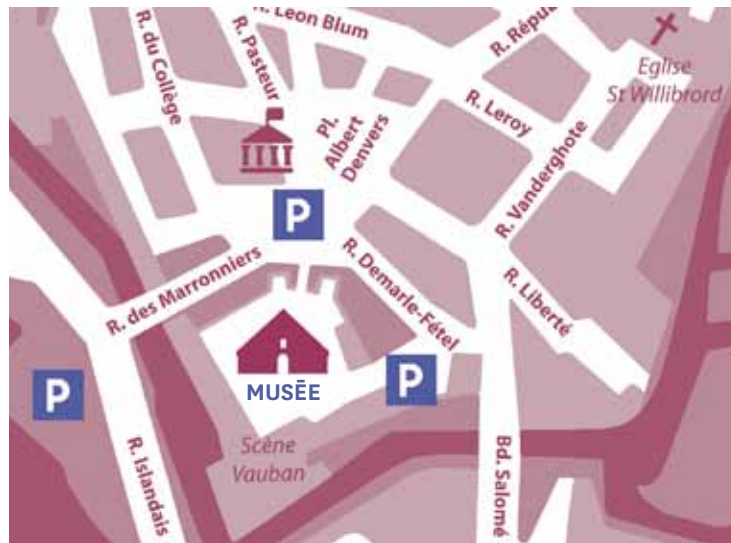 R. Leon Blum
R. Répu
R. du Collège
R. Pasteur
Pl.
Albert
Denvers
R. Leroy
Eglise
St Willibrord
R. Vanderghote
P
R. des Marronniers
R. Demarle-Fétel
R. Liberté
P
P
MUSĒE
Scène
Vauban
R. Islandais
Bd. Salomé